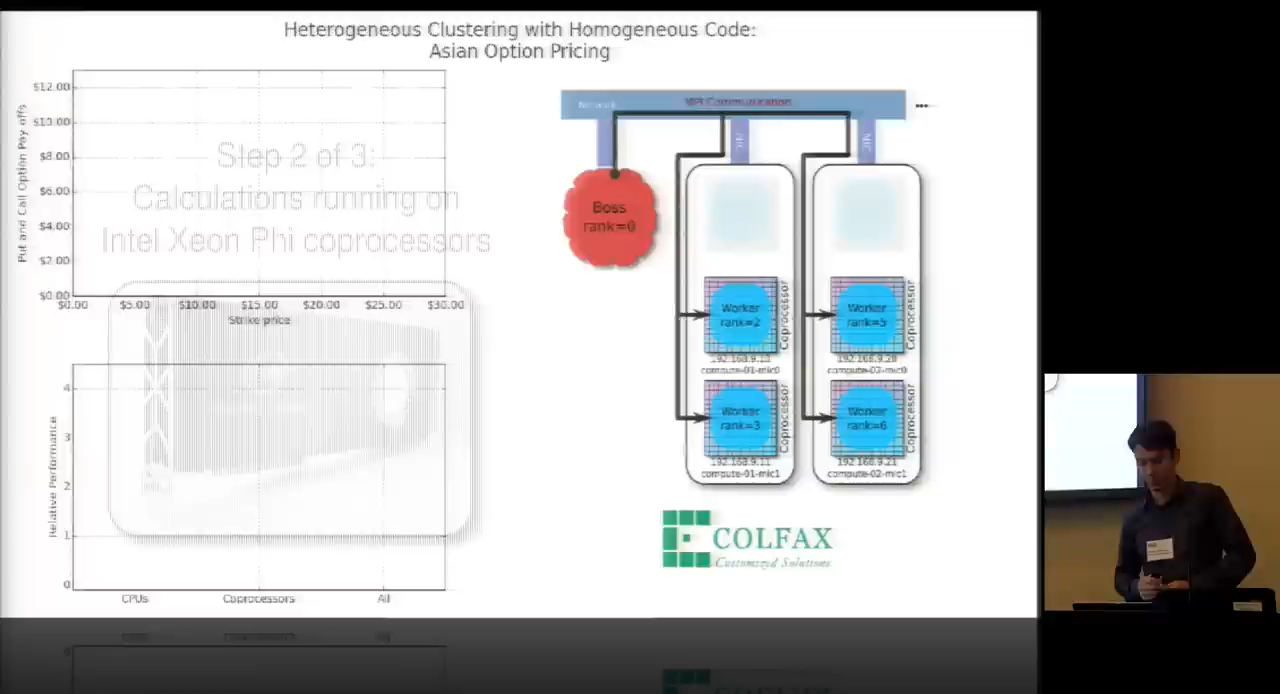 Heterogeneous Clustering with Homogeneous Code:
Asian Option Pricing
Put and Call Option Pay offs
$12.00
$10.00
$8.00
$6.00
$4.00
$2.00
$0.00
$0.00 $5.00 $10.00 $15.00 $20.00 $25.00 $30.00
Strike price
Step 2 of 3:
Calculations running on
Intel Xeon Phi coprocessors
Relative Performance
4
3
2
1
0
CPUs Coprocessors All
Network MPI Communication ...
Boss
rank=0
Worker
rank=2
Coprocessor
compute-01-mic0
Worker
rank=3
Coprocessor
192.168.9.11
compute-01-mic1
Worker
rank=5
Coprocessor
192.168.9.20
compute-02-mic0
Worker
rank=6
Coprocessor
192.168.9.21
compute-02-mic1
COLFAX
Customized Solutions